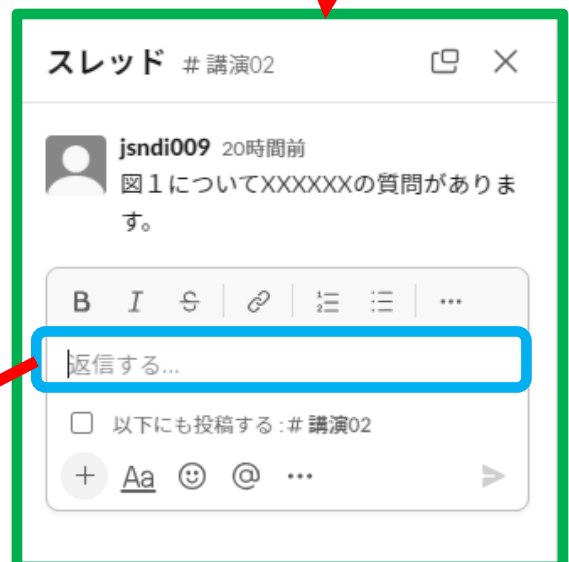 スレッド # 講演02
jsndi009 20時間前
図１についてXXXXXXの質問がありま
す。
B I S
返信する...
以下にも投稿する :# 講演02
+ Aa @ ...